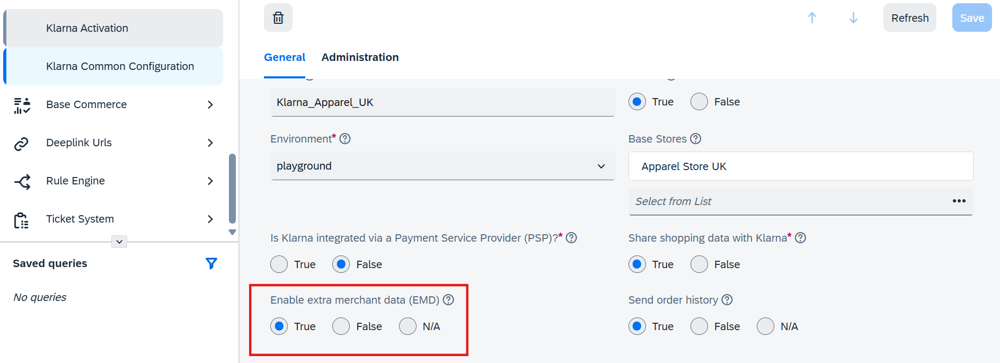 Klarna Activation
Klarna Common Configuration
Base Commerce
Deeplink Urls
Rule Engine
Ticket System
Saved queries
No queries
Refresh
Save
General Administration
Klarna_Apparel_UK
True False
Environment*
playground
Base Stores
Apparel Store UK
Select from List
Is Klarna integrated via a Payment Service Provider (PSP)?*
True False
Share shopping data with Klarna*
True False
Enable extra merchant data (EMD)
True False N/A
Send order history
True False N/A